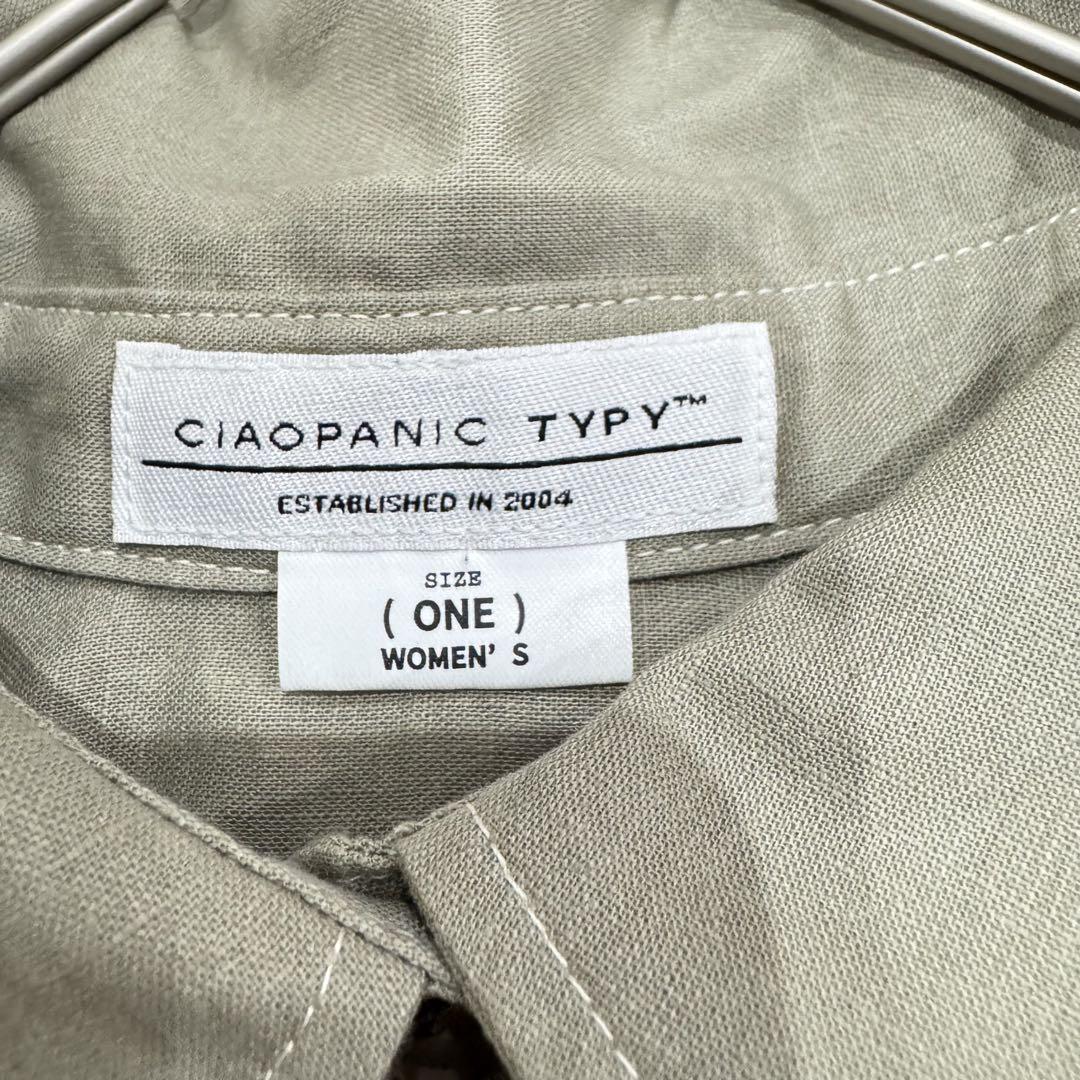 CIAOPANIC TYPY™
ESTABLISHED IN 2004
SIZE
( ONE )
WOMEN' S